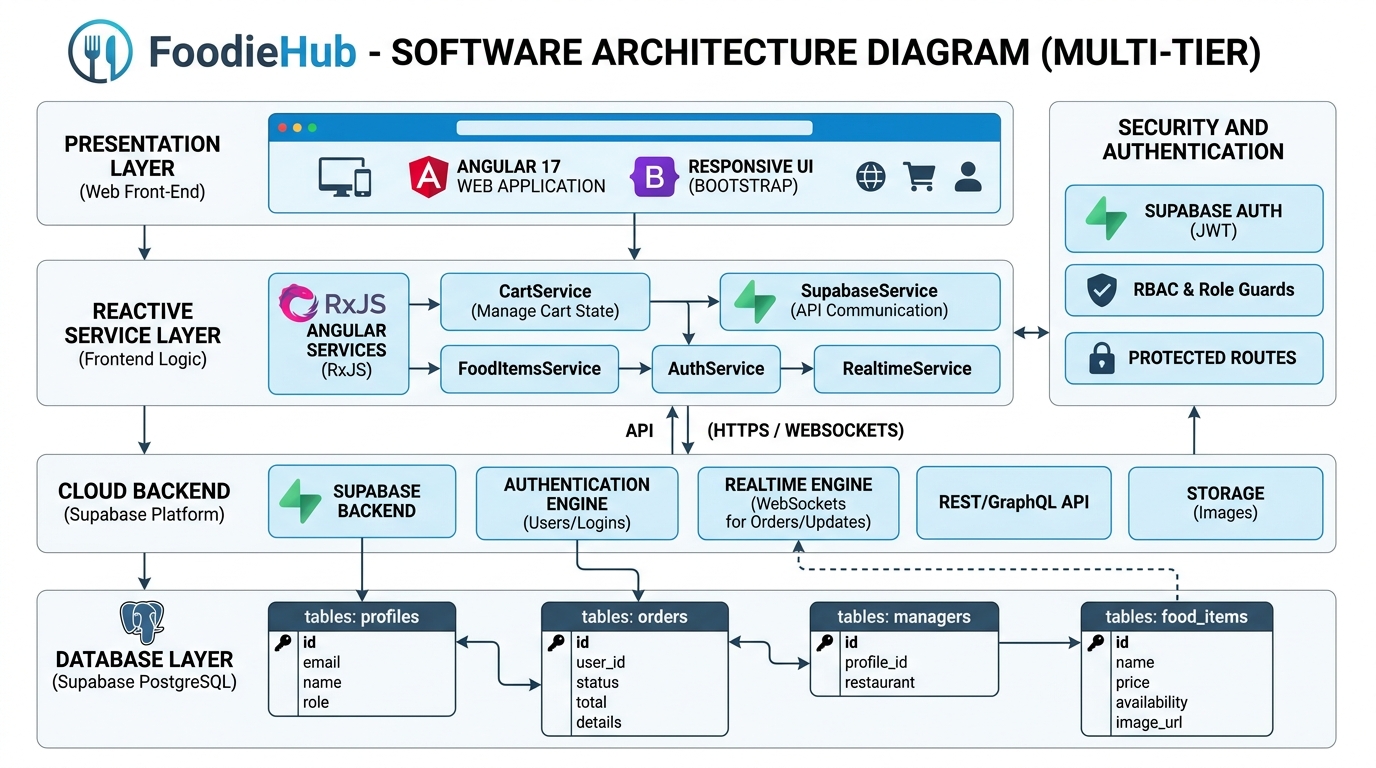 FoodieHub - SOFTWARE ARCHITECTURE DIAGRAM (MULTI-TIER)
PRESENTATION
LAYER
(Web Front-End)
ANGULAR 17
WEB APPLICATION
B
RESPONSIVE UI
(BOOTSTRAP)
SECURITY AND
AUTHENTICATION
SUPABASE AUTH
(JWT)
RBAC & Role Guards
PROTECTED ROUTES
REACTIVE
SERVICE LAYER
(Frontend Logic)
RxJS
ANGULAR
SERVICES
(RxJS)
CartService
(Manage Cart State)
SupabaseService
(API Communication)
FoodItemsService
AuthService
RealtimeService
API
(HTTPS / WEBSOCKETS)
CLOUD BACKEND
(Supabase Platform)
SUPABASE
BACKEND
AUTHENTICATION
ENGINE
(Users/Logins)
REALTIME ENGINE
(WebSockets
for Orders/Updates)
REST/GraphQL API
STORAGE
(Images)
DATABASE LAYER
(Supabase PostgreSQL)
tables: profiles
id
email
name
role
tables: orders
id
user_id
status
total
details
tables: managers
id
profile_id
restaurant
tables: food_items
id
name
price
availability
image_url